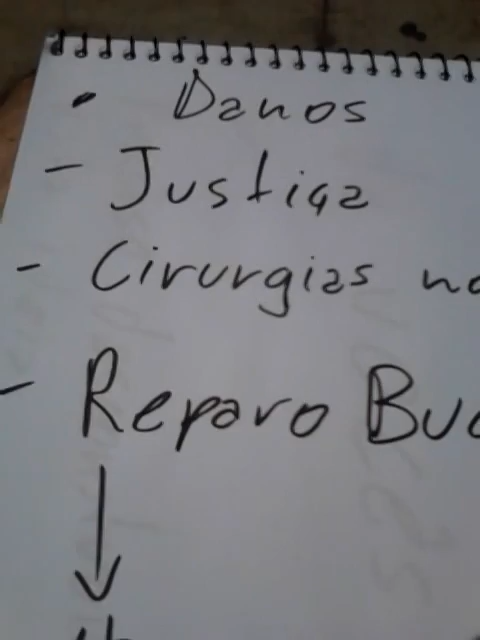 • Danos
- Justiça
- Cirurgias
- Reparo